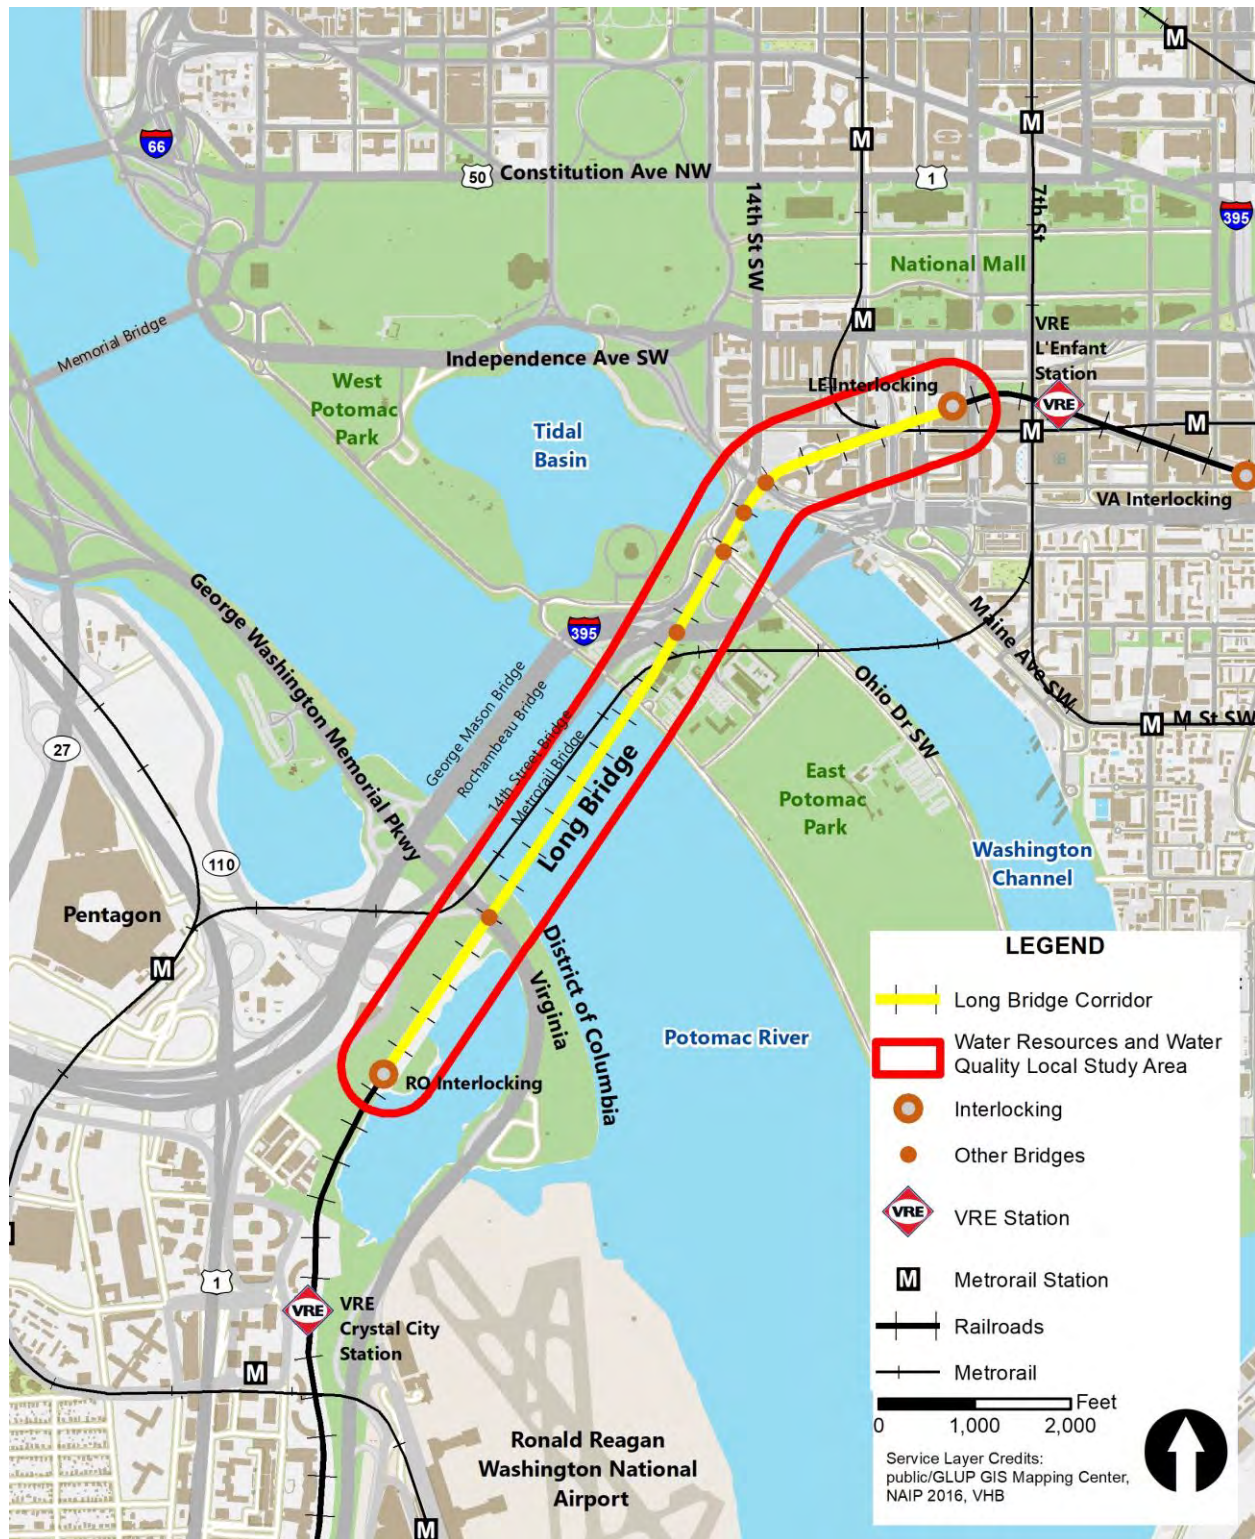 M
66
M
M
50
Constitution Ave NW
1
14th St SW
7th St
395
National Mall
Memorial Bridge
M
VRE
L'Enfant
Station
Independence Ave SW
West
Potomac
Park
LE Interlocking
VRE
M
M
Tidal
Basin
VA Interlocking
George Washington Memorial Pkwy
395
Maine Ave SW
George Mason Bridge
Rochambeau Bridge
14th Street Bridge
Metrorail Bridge
Long Bridge
Ohio Dr SW
M
M St SW
27
East
Potomac
Park
110
Washington
Channel
Pentagon
M
District of Columbia
Virginia
Potomac River
RO Interlocking
LEGEND
Long Bridge Corridor
Water Resources and Water
Quality Local Study Area
Interlocking
Other Bridges
VRE
VRE Station
M
Metrorail Station
Railroads
Metrorail
Feet
0
1,000
2,000
Service Layer Credits:
public/GLUP GIS Mapping Center,
NAIP 2016, VHB
1
VRE
VRE
Crystal City
Station
M
Ronald Reagan
Washington National
Airport
M